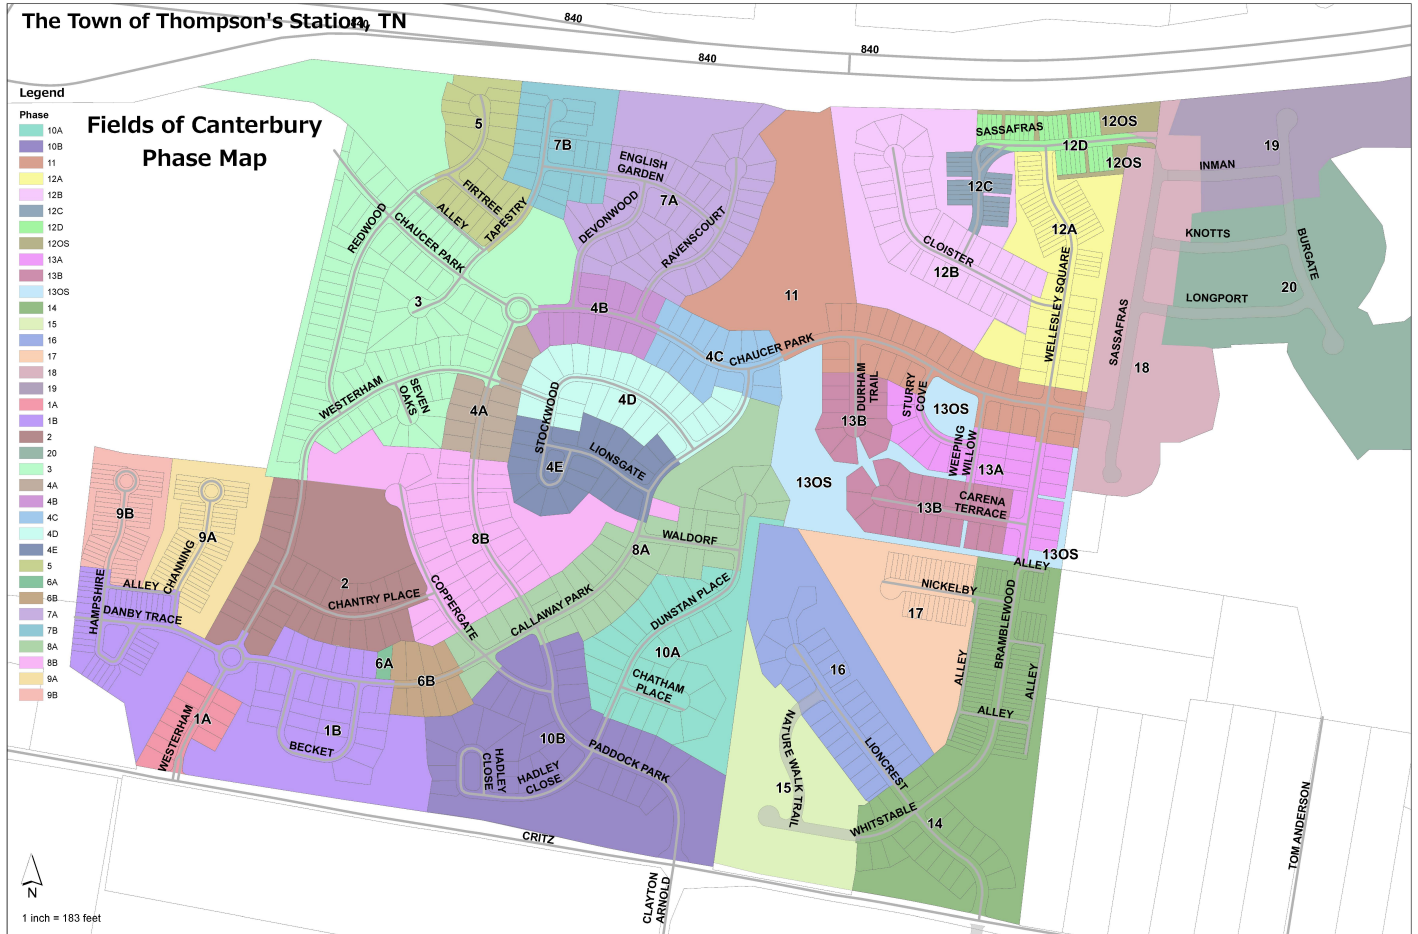 The Town of Thompson's Station, TN
840
840
840
840
Legend
Phase
10A
10B
11
12A
12B
12C
12D
12OS
13A
13B
13OS
14
15
16
17
18
19
1A
1B
2
20
3
4A
4B
4C
4D
4E
5
6A
6B
7A
7B
8A
8B
9A
9B
Fields of Canterbury
Phase Map
5
7B
ENGLISH
GARDEN
7A
FIRTREE
ALLEY
TAPESTRY
DEVONWOOD
RAVENSCOURT
REDWOOD
CHAUCER PARK
3
4B
11
4C
CHAUCER PARK
SASSAFRAS
12OS
12D
12OS
12C
12A
CLOISTER
12B
WELLESLEY SQUARE
INMAN
19
KNOTTS
BURGATE
LONGPORT
20
SASSAFRAS
18
WESTERHAM
SEVEN
OAKS
4A
STOCKWOOD
4D
LIONSGATE
4E
DURHAM
TRAIL
STURRY
COVE
13OS
13B
WEEPING
WILLOW
13A
13OS
13B
CARENA
TERRACE
13OS
ALLEY
9B
9A
CHANNING
ALLEY
HAMPSHIRE
DANBY TRACE
2
CHANTRY PLACE
8B
COPPERGATE
8A
WALDORF
CALLAWAY PARK
DUNSTAN PLACE
NICKELBY
17
BRAMBLEWOOD
ALLEY
ALLEY
ALLEY
6A
6B
10A
CHATHAM
PLACE
16
1A
WESTERHAM
1B
BECKET
10B
HADLEY
CLOSE
HADLEY
CLOSE
PADDOCK PARK
NATURE WALK TRAIL
LIONCREST
15
WHITSTABLE
14
CRITZ
CLAYTON
ARNOLD
TOM ANDERSON
N
1 inch = 183 feet